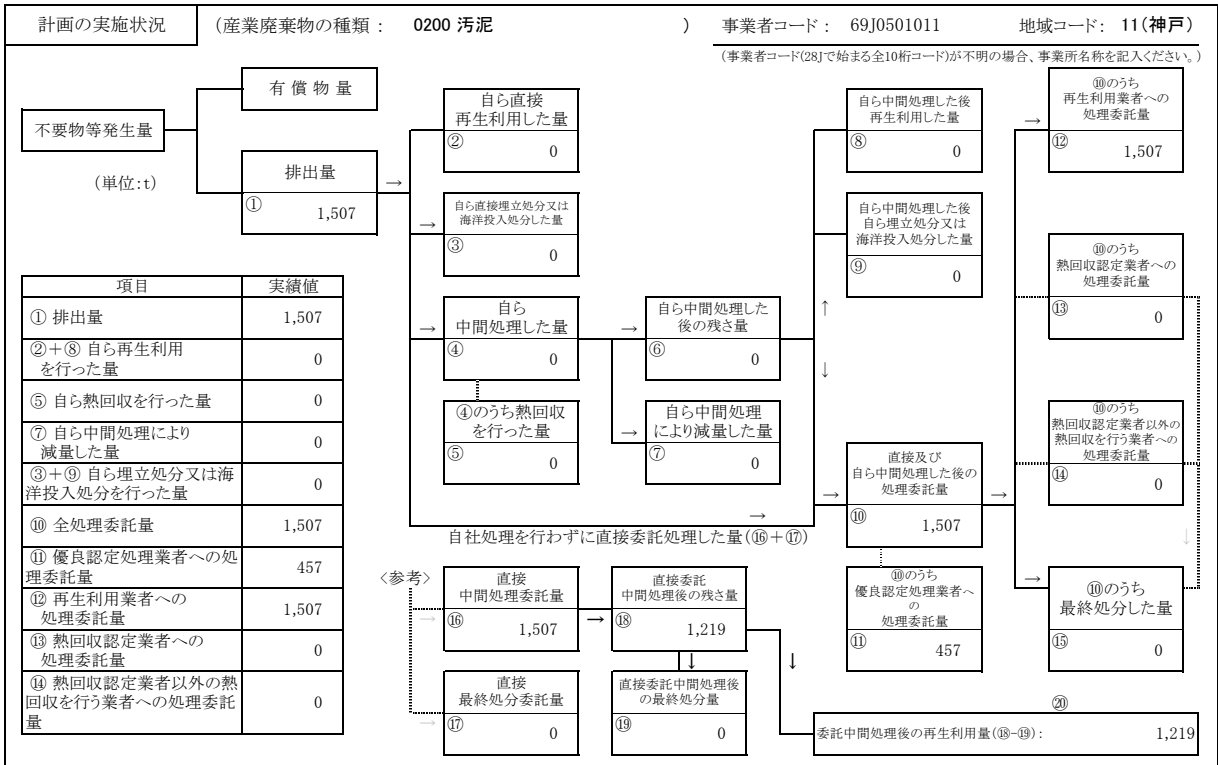 計画の実施状況
(産業廃棄物の種類： 0200 汚泥 )
事業者コード： 69J0501011
地域コード： 11(神戸)
(事業者コード(28Jで始まる全10桁コード)が不明の場合、事業所名称を記入ください。)
不要物等発生量
(単位:t)
有 償 物 量
排出量
① 1,507
→
自ら直接
再生利用した量
② 0
→
自ら直接埋立処分又は
海洋投入処分した量
③ 0
→
自ら
中間処理した量
④ 0
④のうち熱回収
を行った量
⑤ 0
→
自ら中間処理した
後の残さ量
⑥ 0
→
自ら中間処理
により減量した量
⑦ 0
自ら中間処理した後
再生利用した量
⑧ 0
自ら中間処理した後
自ら埋立処分又は
海洋投入処分した量
⑨ 0
↑
↓
→
直接及び
自ら中間処理した後の
処理委託量
⑩ 1,507
→
⑩のうち
優良認定処理業者へ
の
処理委託量
⑪ 457
→
⑩のうち
再生利用業者への
処理委託量
⑫ 1,507
⑩のうち
熱回収認定業者への
処理委託量
⑬ 0
⑩のうち
熱回収認定業者以外の
熱回収を行う業者への
処理委託量
⑭ 0
↓
→
⑩のうち
最終処分した量
⑮ 0
→
自社処理を行わずに直接委託処理した量(⑯＋⑰)
〈参考〉
→
直接
中間処理委託量
⑯ 1,507
→
直接委託
中間処理後の残さ量
⑱ 1,219
↓
↓
→
直接
最終処分委託量
⑰ 0
直接委託中間処理後
の最終処分量
⑲ 0
⑳
委託中間処理後の再生利用量(⑱-⑲)： 1,219
項目 実績値
① 排出量 1,507
②＋⑧ 自ら再生利用
を行った量 0
⑤ 自ら熱回収を行った量 0
⑦ 自ら中間処理により
減量した量 0
③＋⑨ 自ら埋立処分又は海
洋投入処分を行った量 0
⑩ 全処理委託量 1,507
⑪ 優良認定処理業者への処
理委託量 457
⑫ 再生利用業者への
処理委託量 1,507
⑬ 熱回収認定業者への
処理委託量 0
⑭ 熱回収認定業者以外の熱
回収を行う業者への処理委託
量 0